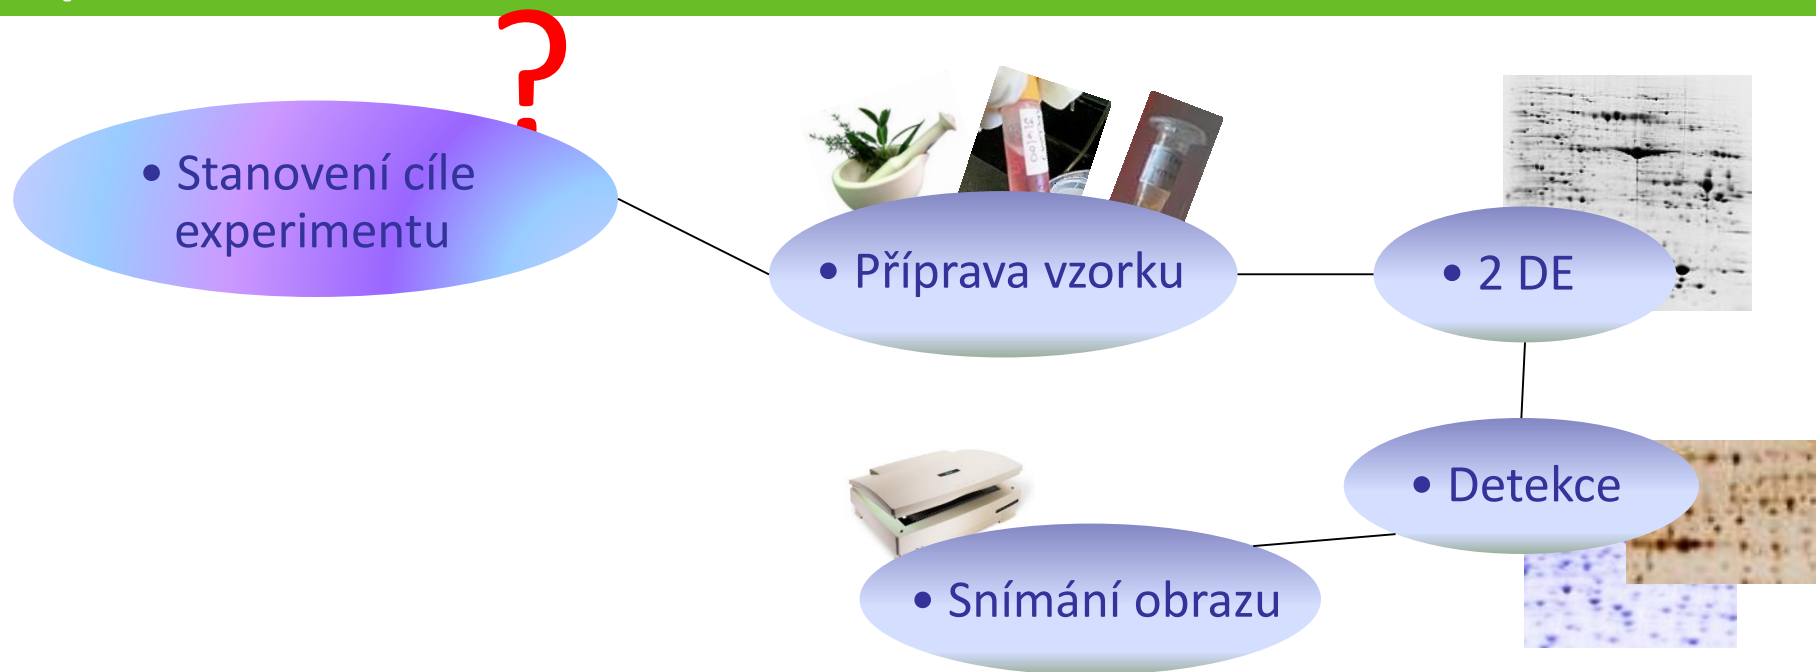 ?
• Stanovení cíle
experimentu
• Příprava vzorku
• 2 DE
• Detekce
• Snímání obrazu